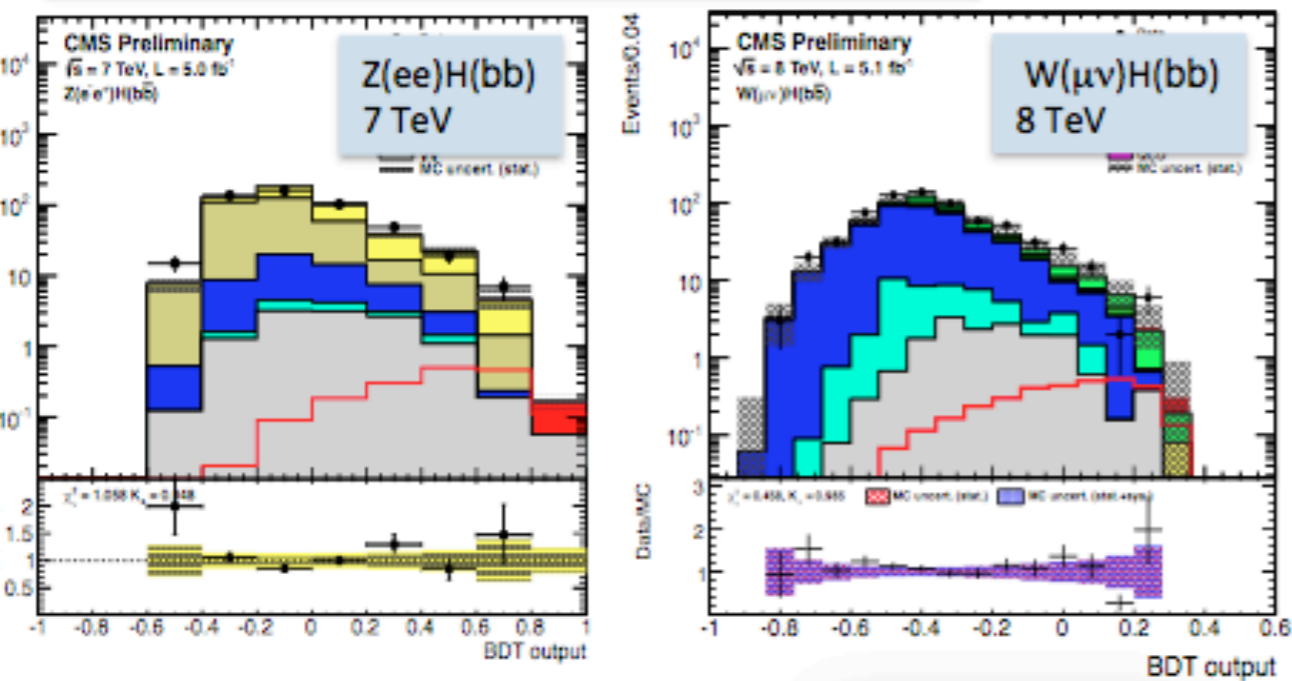 CMS Preliminary
√s = 7 TeV, L = 5.0 fb⁻¹
Z(e⁻e⁺)H(bb̄)
Z(ee)H(bb)
7 TeV
MC uncert. (stat.)
10⁴
10³
10²
10
1
10⁻¹
2
1.5
1
0.5
-1 -0.8 -0.6 -0.4 -0.2 0 0.2 0.4 0.6 0.8 1
BDT output
Events/0.04
CMS Preliminary
√s = 8 TeV, L = 5.1 fb⁻¹
W(μν)H(bb̄)
W(μν)H(bb)
8 TeV
MC uncert. (stat.)
10⁴
10³
10²
10
1
10⁻¹
Data/MC
MC uncert. (stat.) MC uncert. (stat.+syst.)
3
2
1
-1 -0.8 -0.6 -0.4 -0.2 0 0.2 0.4 0.6
BDT output